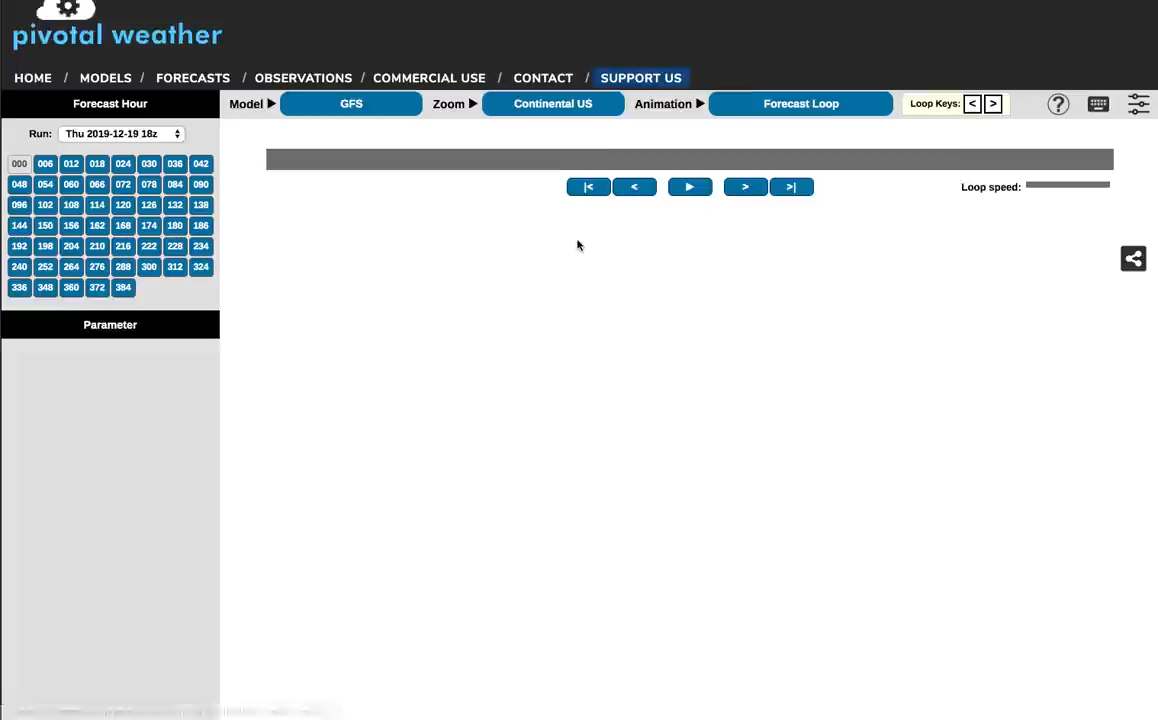 pivotal weather
HOME / MODELS / FORECASTS / OBSERVATIONS / COMMERCIAL USE / CONTACT / SUPPORT US
Forecast Hour
Model GFS Zoom Continental US Animation Forecast Loop Loop Keys: < > ?
Run: Thu 2019-12-19 18z
000 006 012 018 024 030 036 042
048 054 060 066 072 078 084 090
096 102 108 114 120 126 132 138
144 150 156 162 168 174 180 186
192 198 204 210 216 222 228 234
240 252 264 276 288 300 312 324
336 348 360 372 384
|< < > >| Loop speed:
Parameter